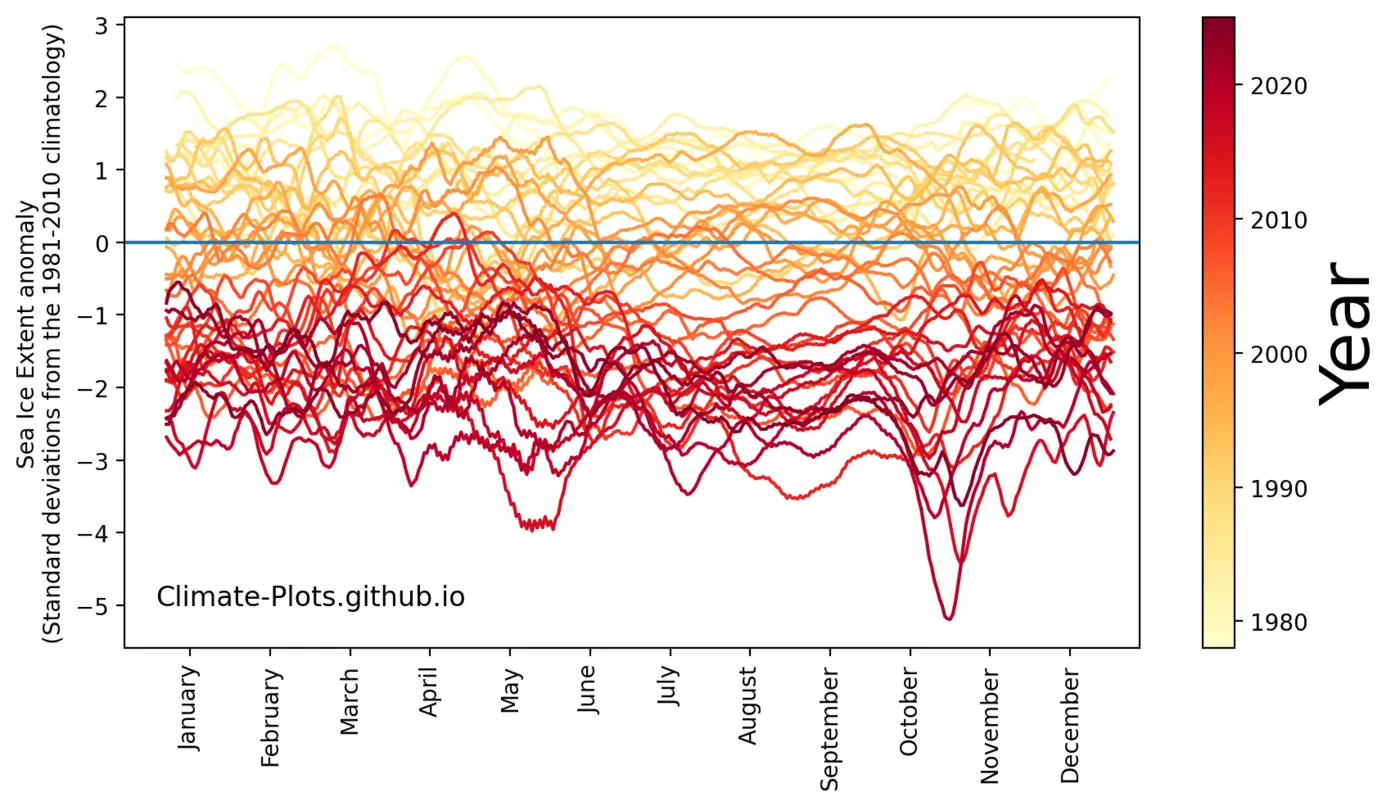 Sea Ice Extent anomaly
(Standard deviations from the 1981-2010 climatology)
3
2
1
0
−1
−2
−3
−4
−5
Climate-Plots.github.io
January
February
March
April
May
June
July
August
September
October
November
December
2020
2010
2000
1990
1980
Year